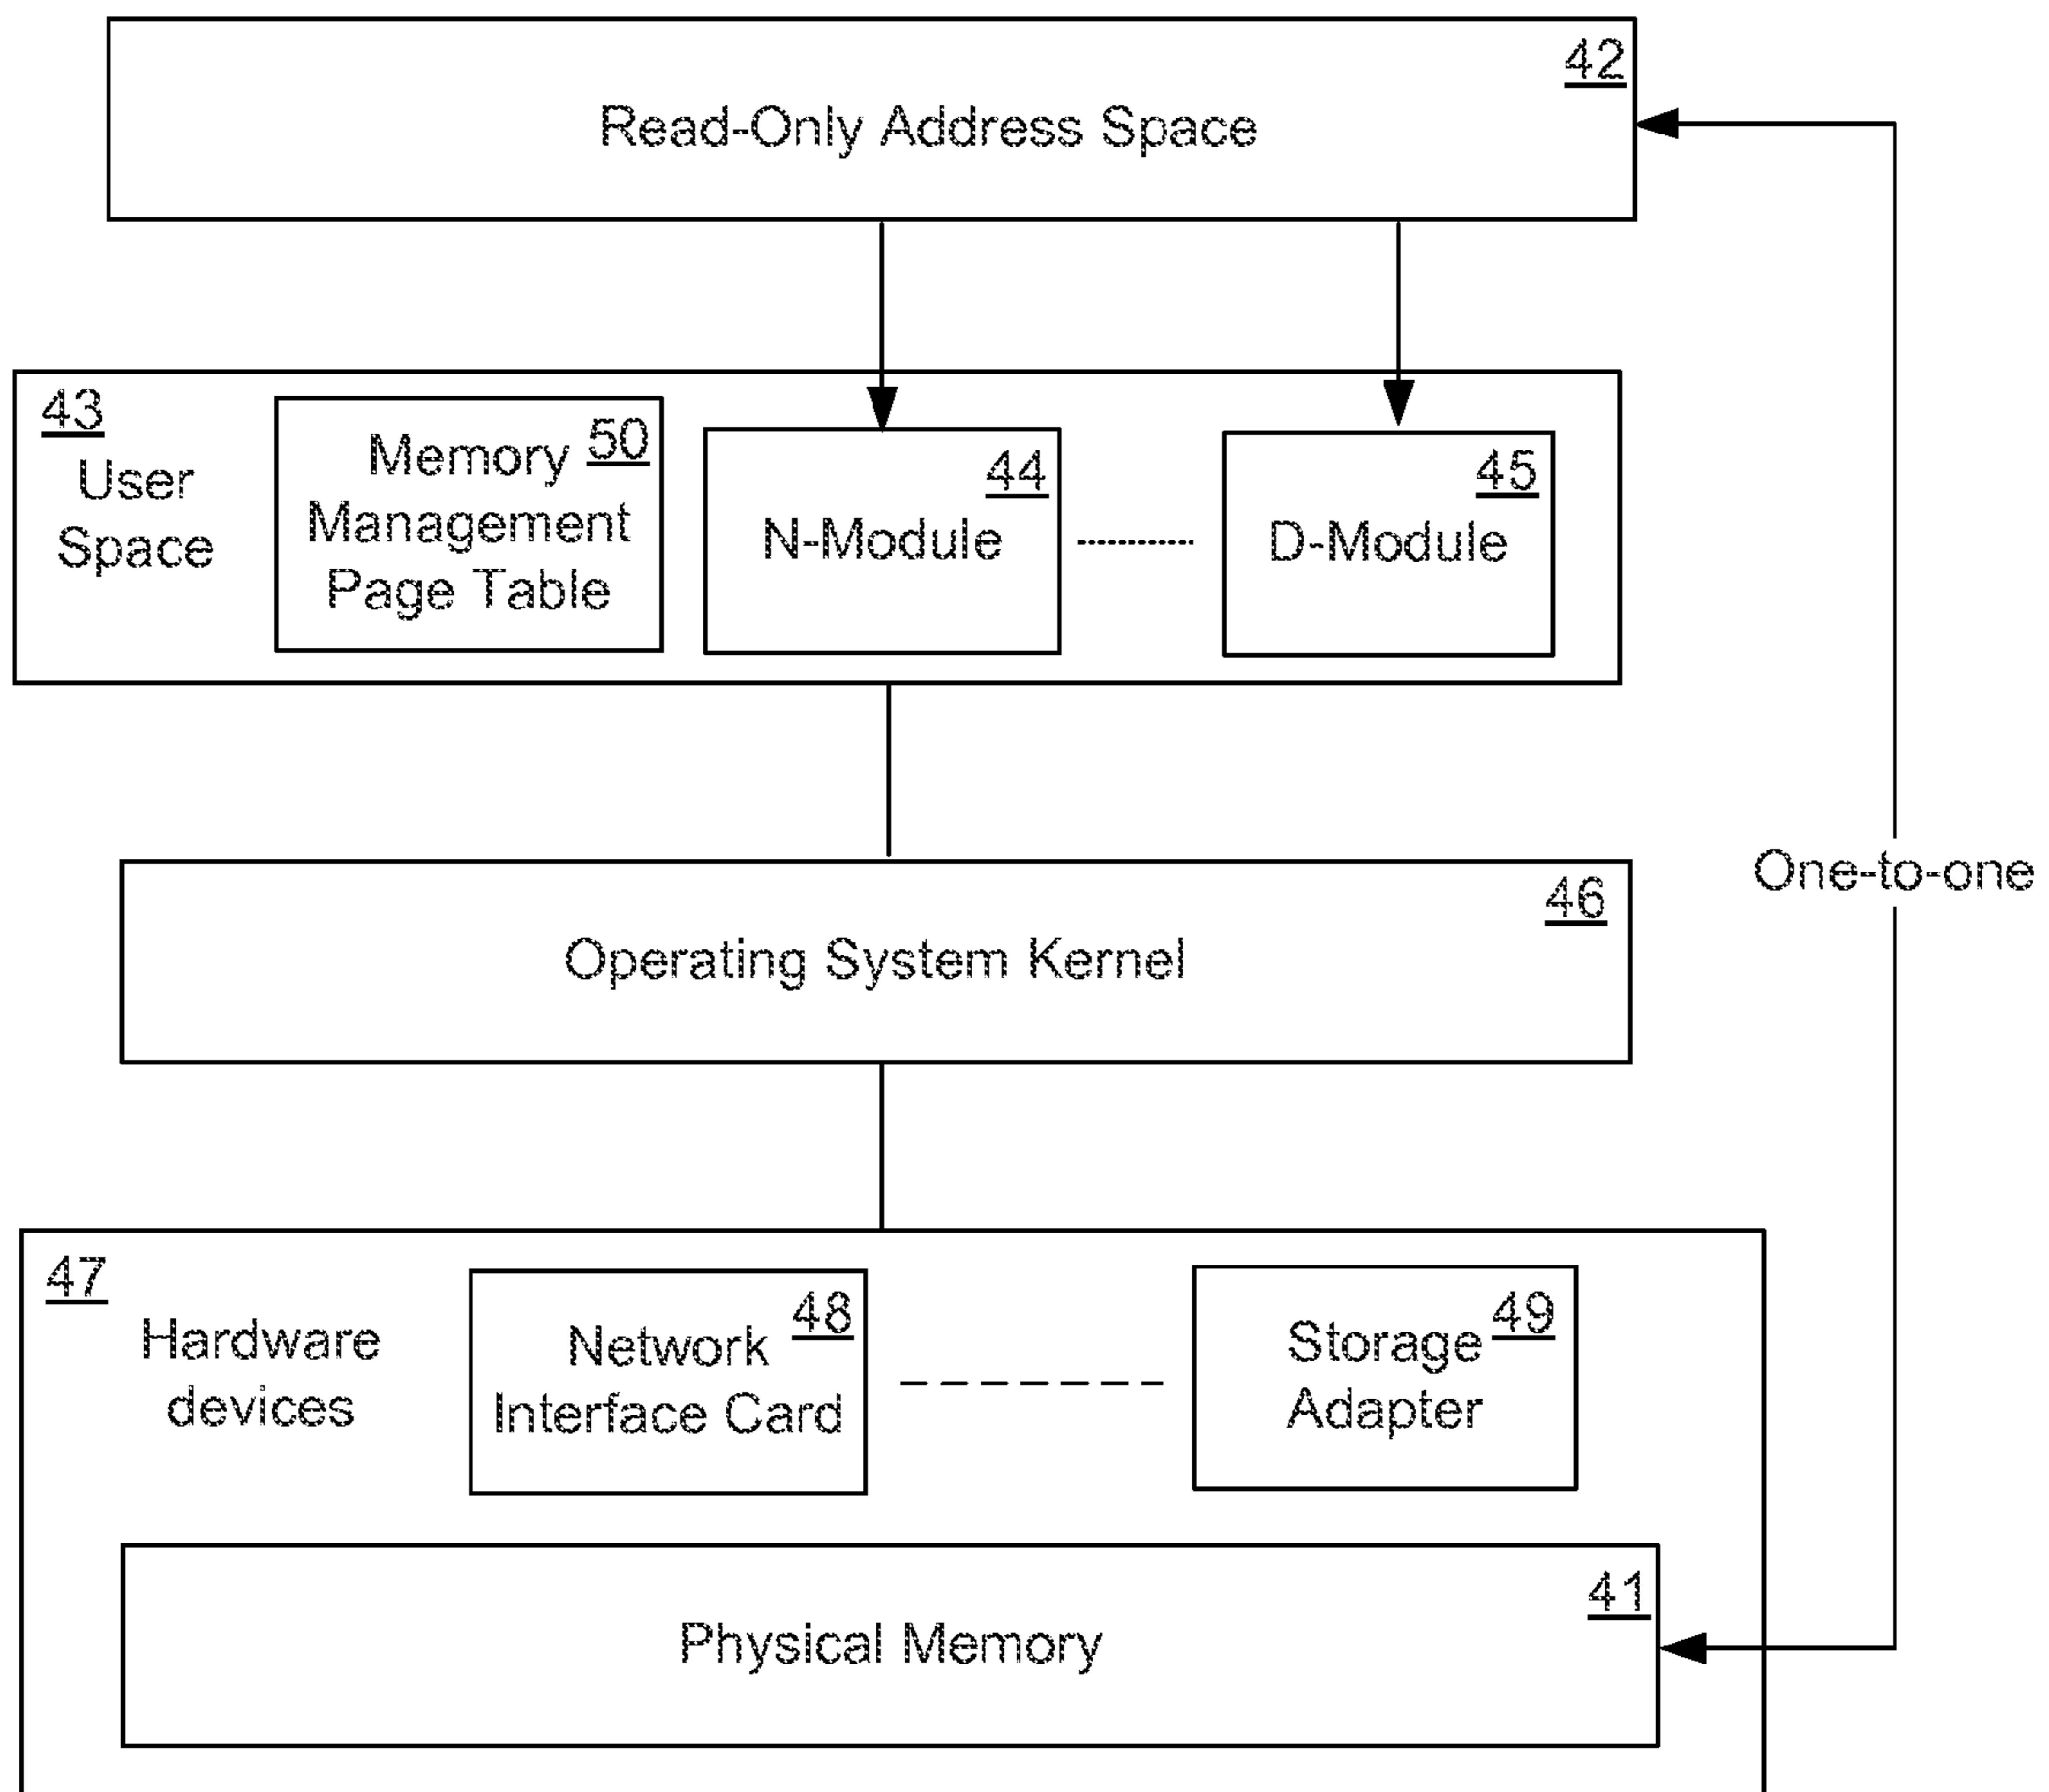 42
Read-Only Address Space
43
User
Space
50
Memory
Management
Page Table
44
N-Module
45
D-Module
46
Operating System Kernel
One-to-one
47
Hardware
devices
48
Network
Interface Card
49
Storage
Adapter
41
Physical Memory